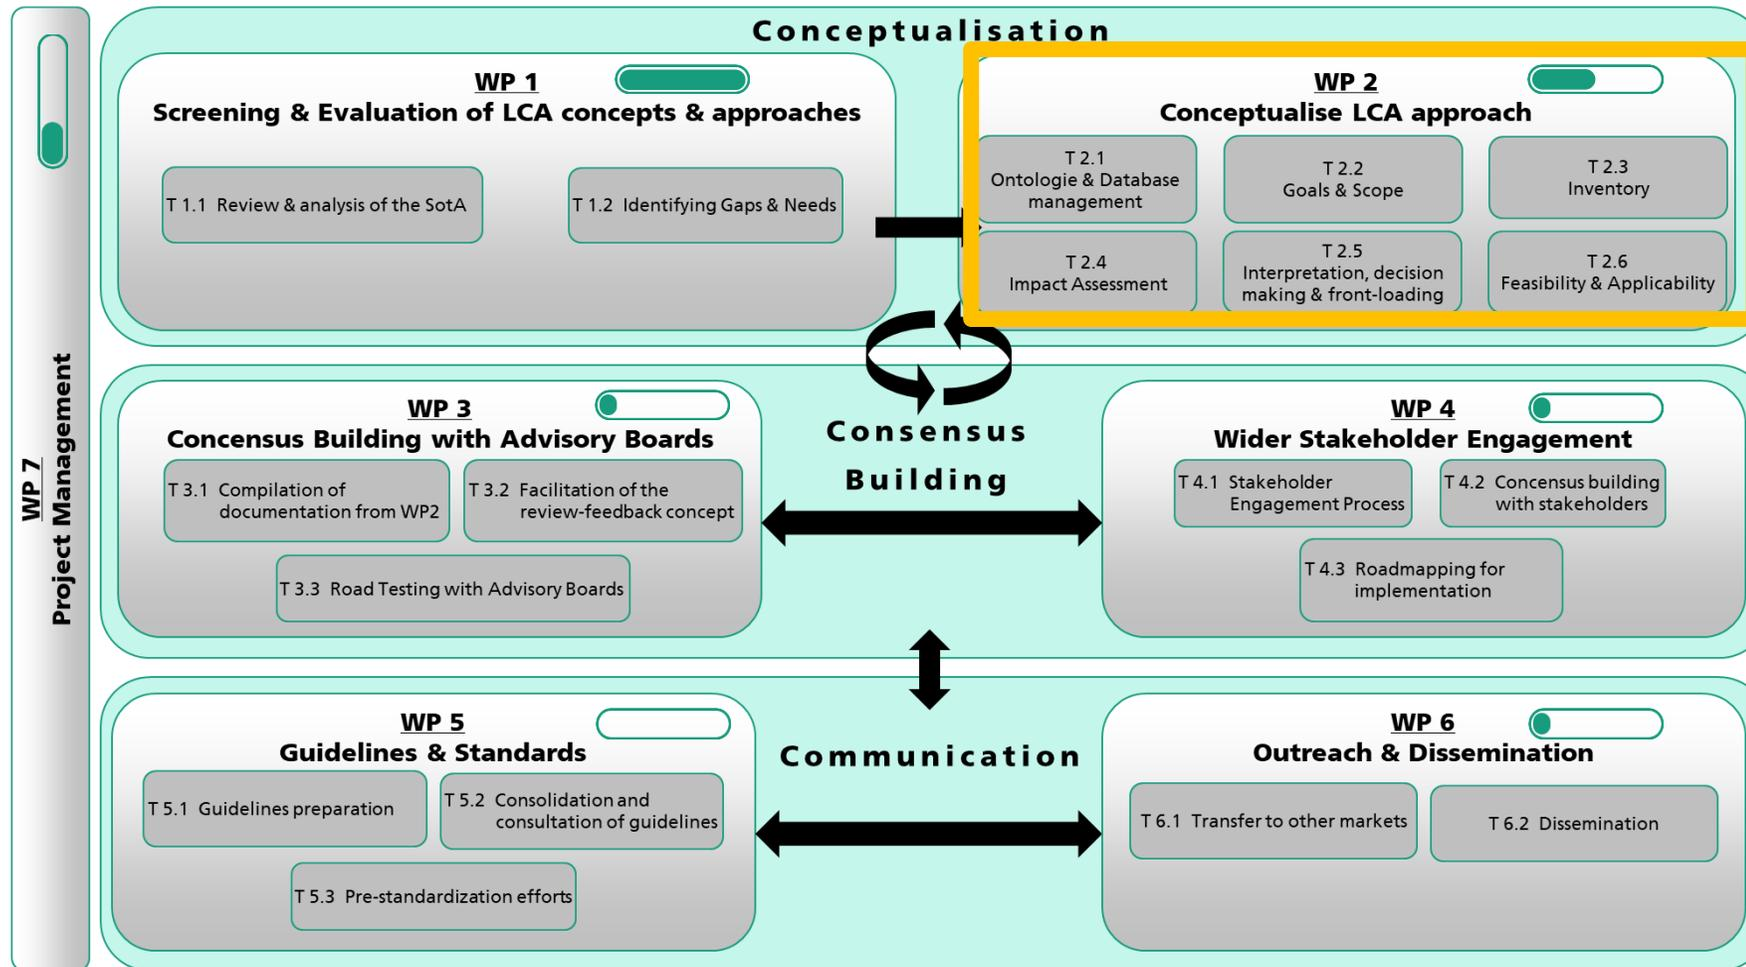 Conceptualisation
WP 1
Screening & Evaluation of LCA concepts & approaches
T 1.1 Review & analysis of the SotA
T 1.2 Identifying Gaps & Needs
WP 2
Conceptualise LCA approach
T 2.1
Ontologie & Database
management
T 2.2
Goals & Scope
T 2.3
Inventory
T 2.4
Impact Assessment
T 2.5
Interpretation, decision
making & front-loading
T 2.6
Feasibility & Applicability
WP 7
Project Management
WP 3
Concensus Building with Advisory Boards
T 3.1 Compilation of
documentation from WP2
T 3.2 Facilitation of the
review-feedback concept
T 3.3 Road Testing with Advisory Boards
Consensus
Building
WP 4
Wider Stakeholder Engagement
T 4.1 Stakeholder
Engagement Process
T 4.2 Concensus building
with stakeholders
T 4.3 Roadmapping for
implementation
WP 5
Guidelines & Standards
T 5.1 Guidelines preparation
T 5.2 Consolidation and
consultation of guidelines
T 5.3 Pre-standardization efforts
Communication
WP 6
Outreach & Dissemination
T 6.1 Transfer to other markets
T 6.2 Dissemination